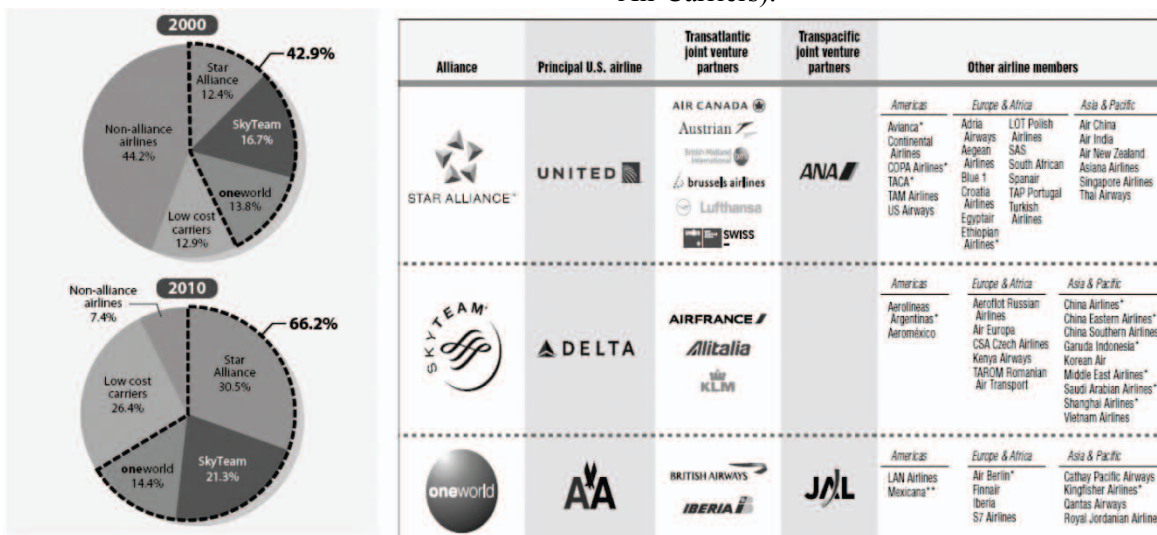 Air Carriers).
2000
42.9%
Star
Alliance
12.4%
SkyTeam
16.7%
oneworld
13.8%
Low cost
carriers
12.9%
Non-alliance
airlines
44.2%
2010
66.2%
Non-alliance
airlines
7.4%
Star
Alliance
30.5%
SkyTeam
21.3%
oneworld
14.4%
Low cost
carriers
26.4%
Alliance
Principal U.S. airline
Transatlantic
joint venture
partners
Transpacific
joint venture
partners
Other airline members
STAR ALLIANCE
UNITED
AIR CANADA
Austrian
British Midland
International
brussels airlines
Lufthansa
SWISS
ANA
Americas
Avianca*
Continental
Airlines
COPA Airlines*
TACA*
TAM Airlines
US Airways
Europe & Africa
Adria
Airways
Aegean
Airlines
Blue 1
Croatia
Airlines
Egyptair
Ethiopian
Airlines*
LOT Polish
Airlines
SAS
South African
Spanair
TAP Portugal
Turkish
Airlines
Asia & Pacific
Air China
Air India
Air New Zealand
Asiana Airlines
Singapore Airlines
Thai Airways
SKYTEAM
DELTA
AIRFRANCE
Alitalia
KLM
Americas
Aerolíneas
Argentinas*
Aeroméxico
Europe & Africa
Aeroflot Russian
Airlines
Air Europa
CSA Czech Airlines
Kenya Airways
TAROM Romanian
Air Transport
Asia & Pacific
China Airlines*
China Eastern Airlines*
China Southern Airlines
Garuda Indonesia*
Korean Air
Middle East Airlines*
Saudi Arabian Airlines*
Shanghai Airlines*
Vietnam Airlines
oneworld
AA
BRITISH AIRWAYS
IBERIA
JAL
Americas
LAN Airlines
Mexicana**
Europe & Africa
Air Berlin*
Finnair
Iberia
S7 Airlines
Asia & Pacific
Cathay Pacific Airways
Kingfisher Airlines*
Qantas Airways
Royal Jordanian Airline